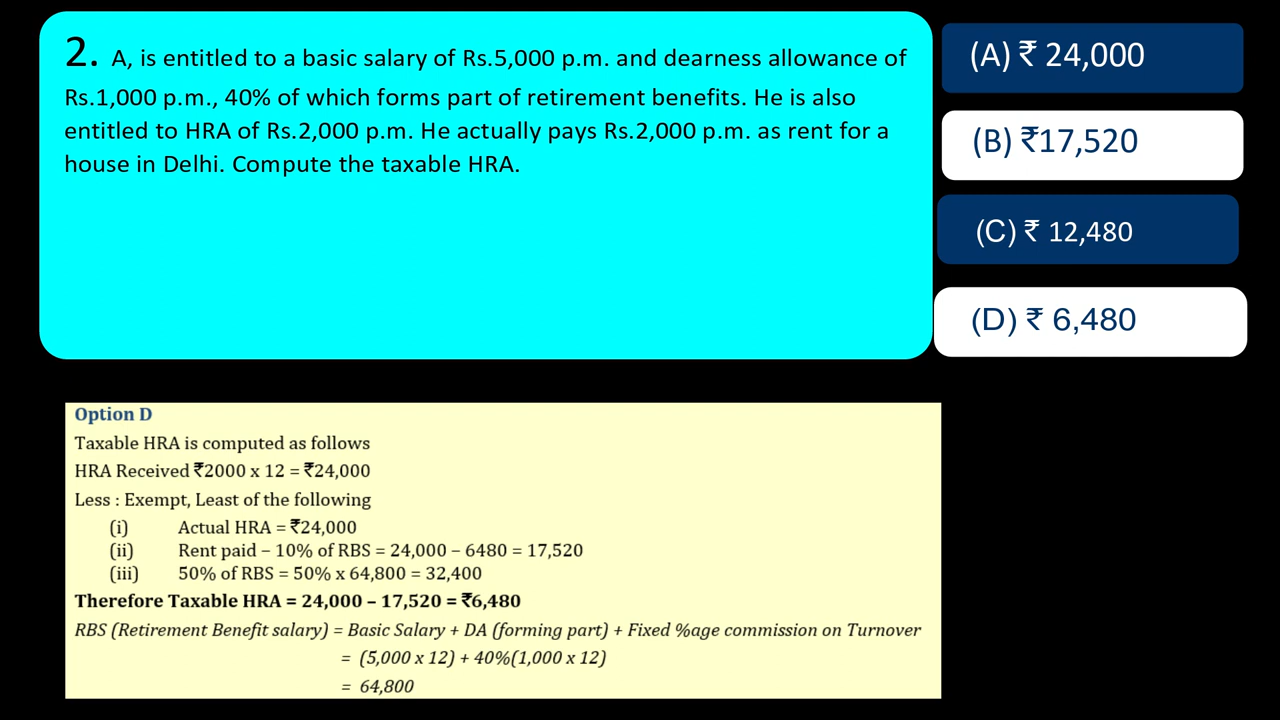 2. A, is entitled to a basic salary of Rs.5,000 p.m. and dearness allowance of
Rs.1,000 p.m., 40% of which forms part of retirement benefits. He is also
entitled to HRA of Rs.2,000 p.m. He actually pays Rs.2,000 p.m. as rent for a
house in Delhi. Compute the taxable HRA.
(A) ₹ 24,000
(B) ₹17,520
(C) ₹ 12,480
(D) ₹ 6,480
Option D
Taxable HRA is computed as follows
HRA Received ₹2000 x 12 = ₹24,000
Less : Exempt, Least of the following
(i) Actual HRA = ₹24,000
(ii) Rent paid – 10% of RBS = 24,000 – 6480 = 17,520
(iii) 50% of RBS = 50% x 64,800 = 32,400
Therefore Taxable HRA = 24,000 – 17,520 = ₹6,480
RBS (Retirement Benefit salary) = Basic Salary + DA (forming part) + Fixed %age commission on Turnover
= (5,000 x 12) + 40%(1,000 x 12)
= 64,800